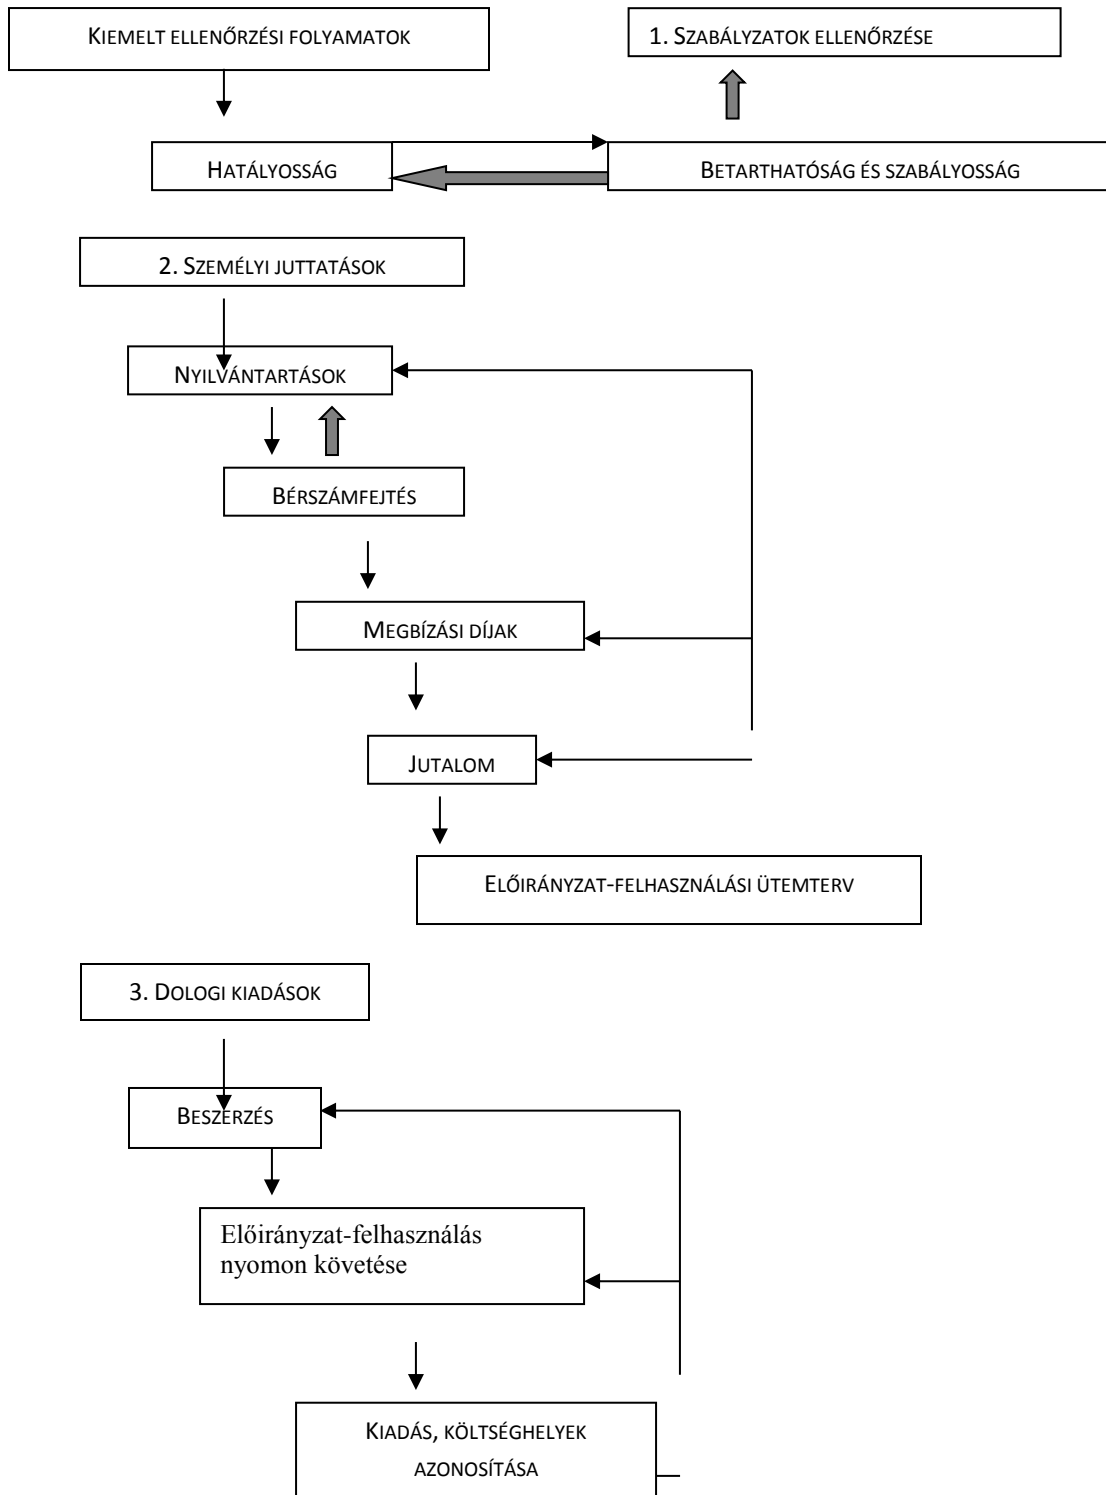 KIEMELT ELLENŐRZÉSI FOLYAMATOK
1. SZABÁLYZATOK ELLENŐRZÉSE
HATÁLYOSSÁG
BETARTHATÓSÁG ÉS SZABÁLYOSSÁG
2. SZEMÉLYI JUTTATÁSOK
NYILVÁNTARTÁSOK
BÉRSZÁMFEJTÉS
MEGBÍZÁSI DÍJAK
JUTALOM
ELŐIRÁNYZAT-FELHASZNÁLÁSI ÜTEMTERV
3. DOLOGI KIADÁSOK
BESZERZÉS
Előirányzat-felhasználás
nyomon követése
KIADÁS, KÖLTSÉGHELYEK
AZONOSÍTÁSA